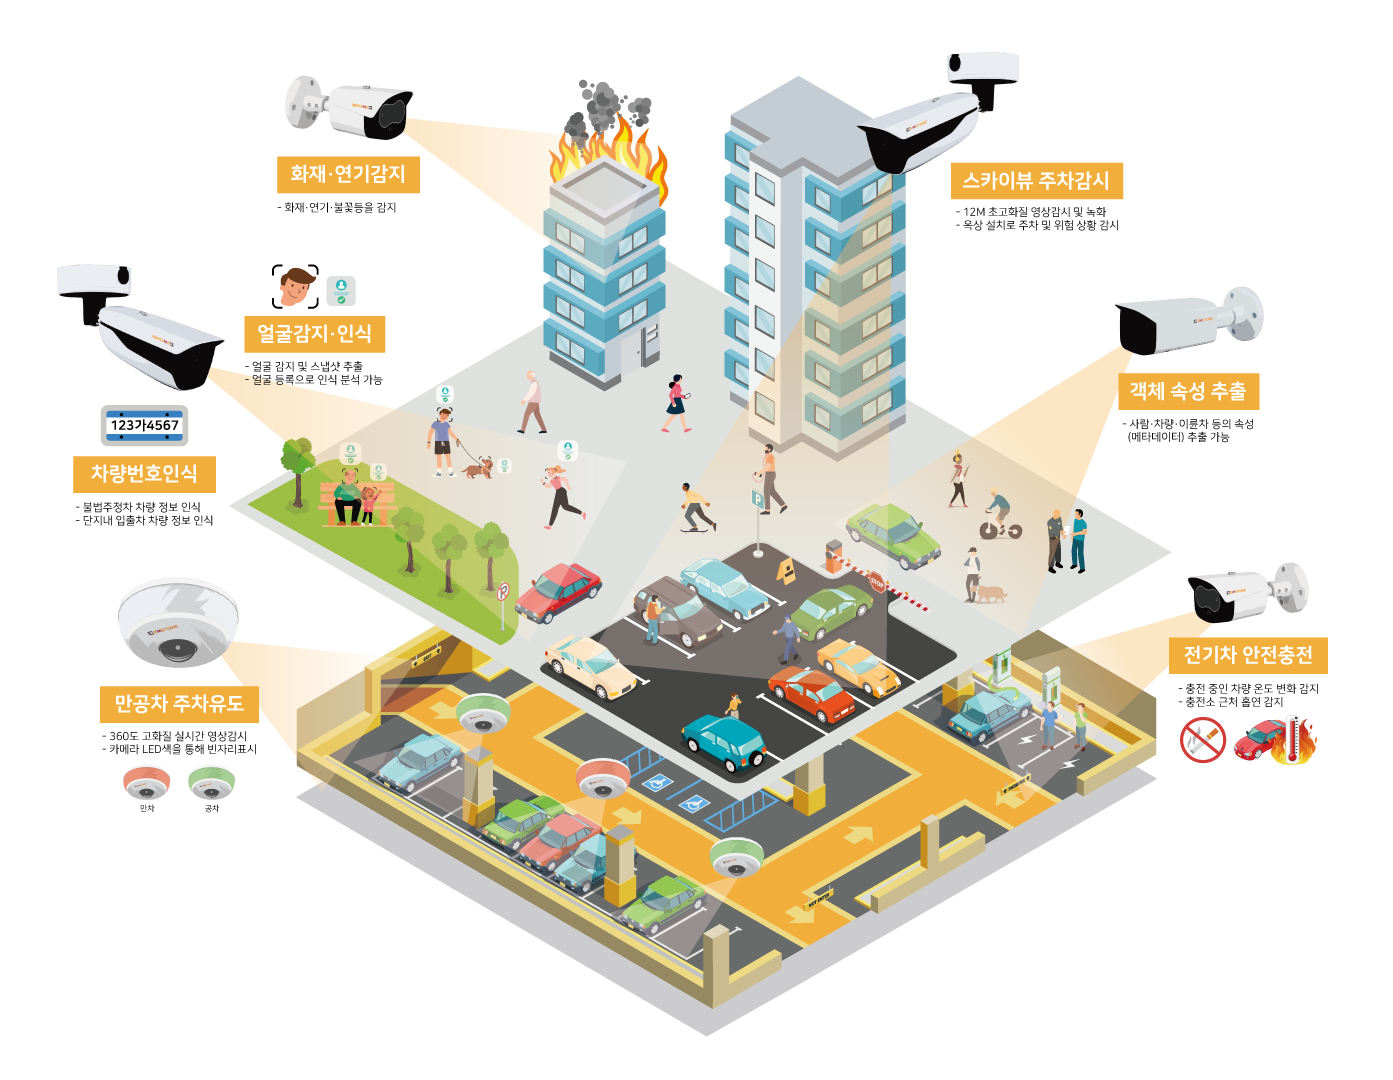 화재·연기감지
- 화재·연기·불꽃등을 감지
스카이뷰 주차감시
- 12M 초고화질 영상감시 및 녹화
- 옥상 설치로 주차 및 위험 상황 감시
얼굴감지·인식
- 얼굴 감지 및 스냅샷 추출
- 얼굴 등록으로 인식 분석 가능
객체 속성 추출
- 사람·차량·이륜차 등의 속성
(메타데이터) 추출 가능
123가4567
차량번호인식
- 불법주정차 차량 정보 인식
- 단지내 입출차 차량 정보 인식
P
STOP
전기차 안전충전
- 충전 중인 차량 온도 변화 감지
- 충전소 근처 흡연 감지
만공차 주차유도
- 360도 고화질 실시간 영상감시
- 카메라 LED색을 통해 빈자리표시
만차
공차
EXIT
NOT ENTER